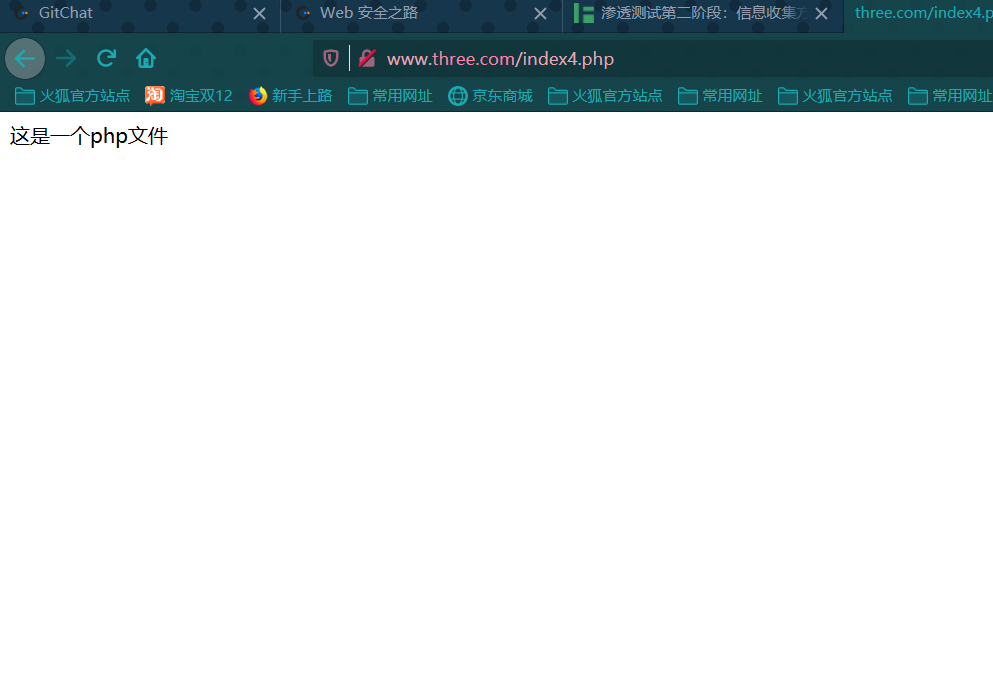 GitChat
Web 安全之路
渗透测试第二阶段：信息收集
three.com/index4.p
www.three.com/index4.php
火狐官方站点 淘 淘宝双12 新手上路 常用网址 京东商城 火狐官方站点 常用网址 火狐官方站点 常用网址
这是一个php文件